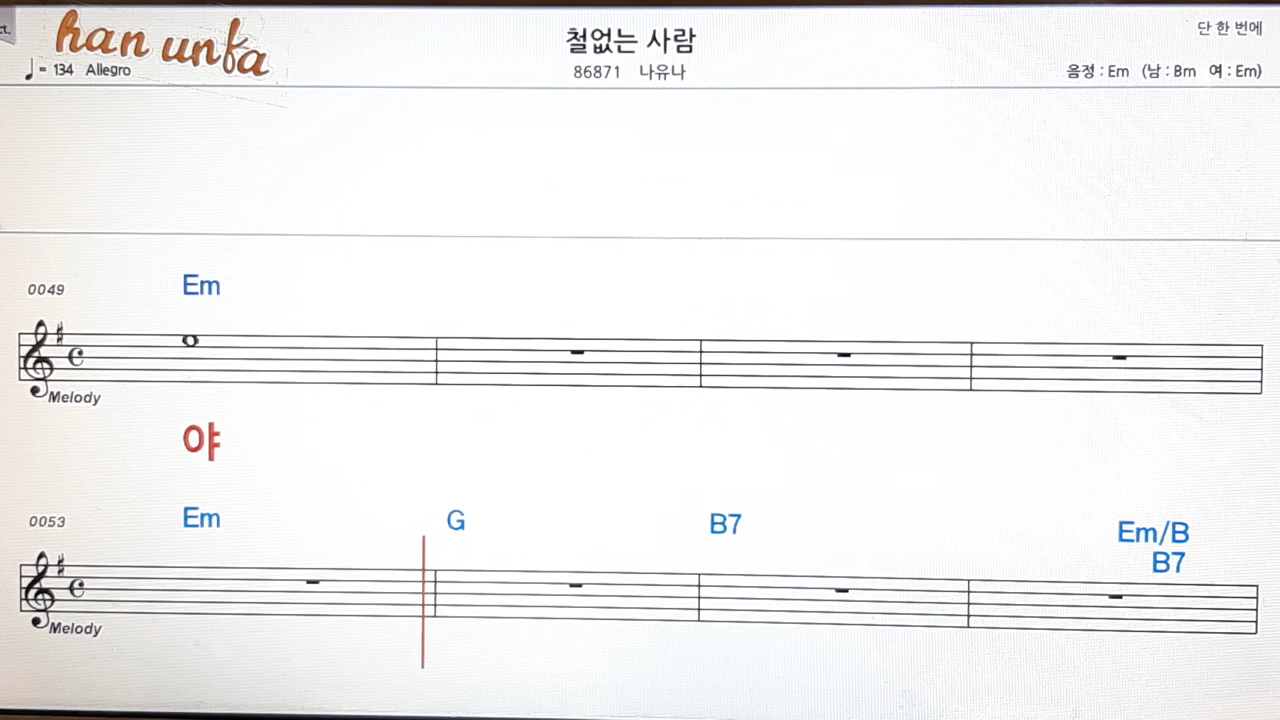 han unfa
철없는 사람
단 한 번에
♩= 134 Allegro
86871 나유나
음정 : Em (남 : Bm 여 : Em)
0049 Em
Melody
야
0053 Em G B7 Em/B
B7
Melody